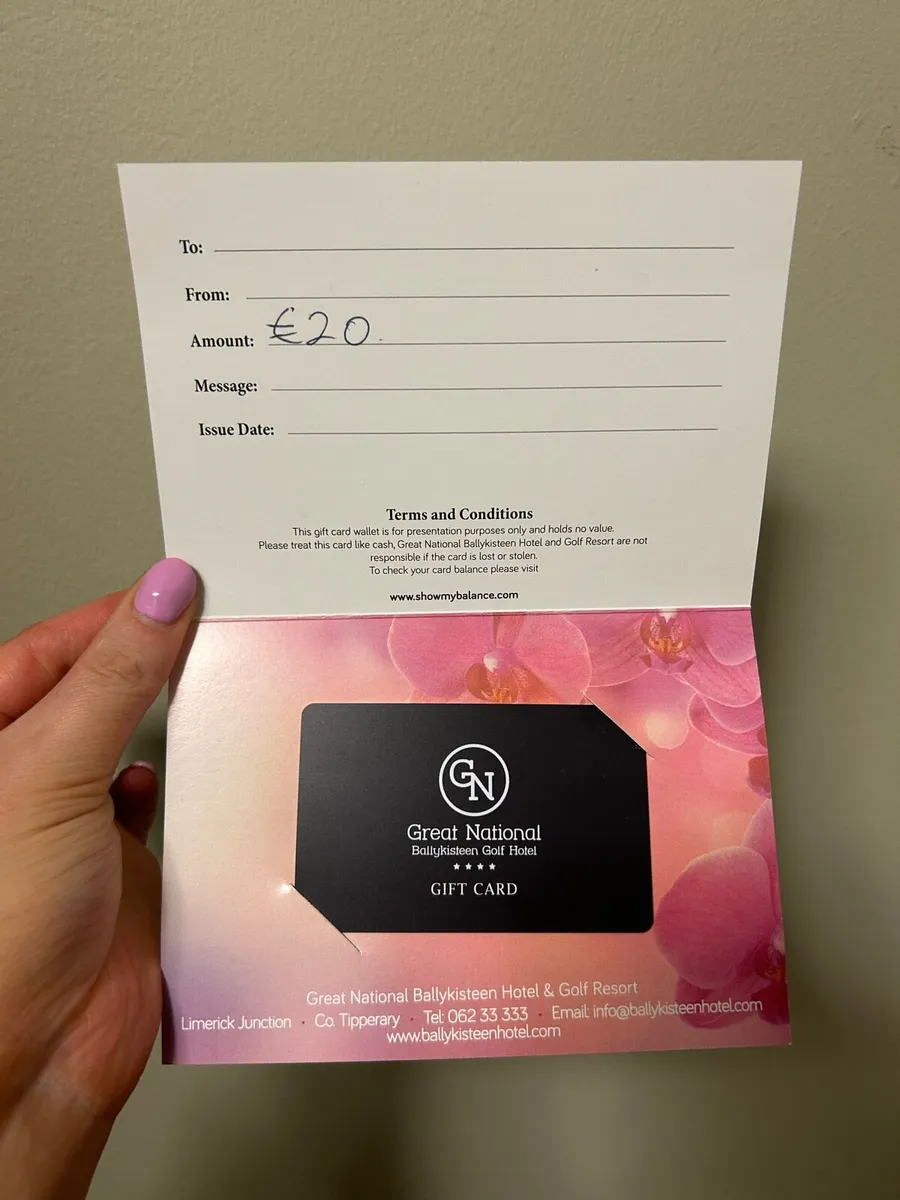 To:
From:
Amount: €20.
Message:
Issue Date:
Terms and Conditions
This gift card wallet is for presentation purposes only and holds no value.
Please treat this card like cash, Great National Ballykisteen Hotel and Golf Resort are not
responsible if the card is lost or stolen.
To check your card balance please visit
www.showmybalance.com
GN
Great National
Ballykisteen Golf Hotel
★★★★
GIFT CARD
Great National Ballykisteen Hotel & Golf Resort
Limerick Junction · Co. Tipperary · Tel: 062 33 333 · Email: info@ballykisteenhotel.com
www.ballykisteenhotel.com